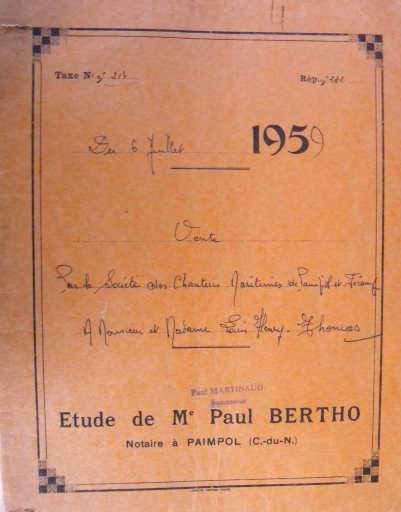 Taxe N° 316 Rép. 
Du 6 Juillet 1959
Vente
Par la Société des Chantiers Maritimes de Paimpol et Fécamp
A Monsieur et Madame Louis Henry-Thomas
Paul MARTINAUD
Successeur
Etude de Me Paul BERTHO
Notaire à PAIMPOL (C.-du-N.)